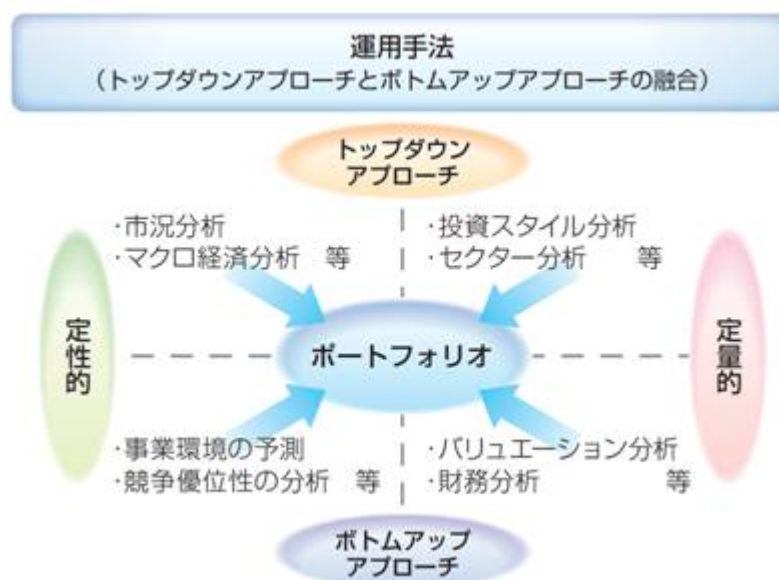 運用手法
（トップダウンアプローチとボトムアップアプローチの融合）
トップダウン
アプローチ
・市況分析
・マクロ経済分析　等
・投資スタイル分析
・セクター分析　　等
定性的
ポートフォリオ
定量的
・事業環境の予測
・競争優位性の分析　等
・バリュエーション分析
・財務分析　　　　　等
ボトムアップ
アプローチ